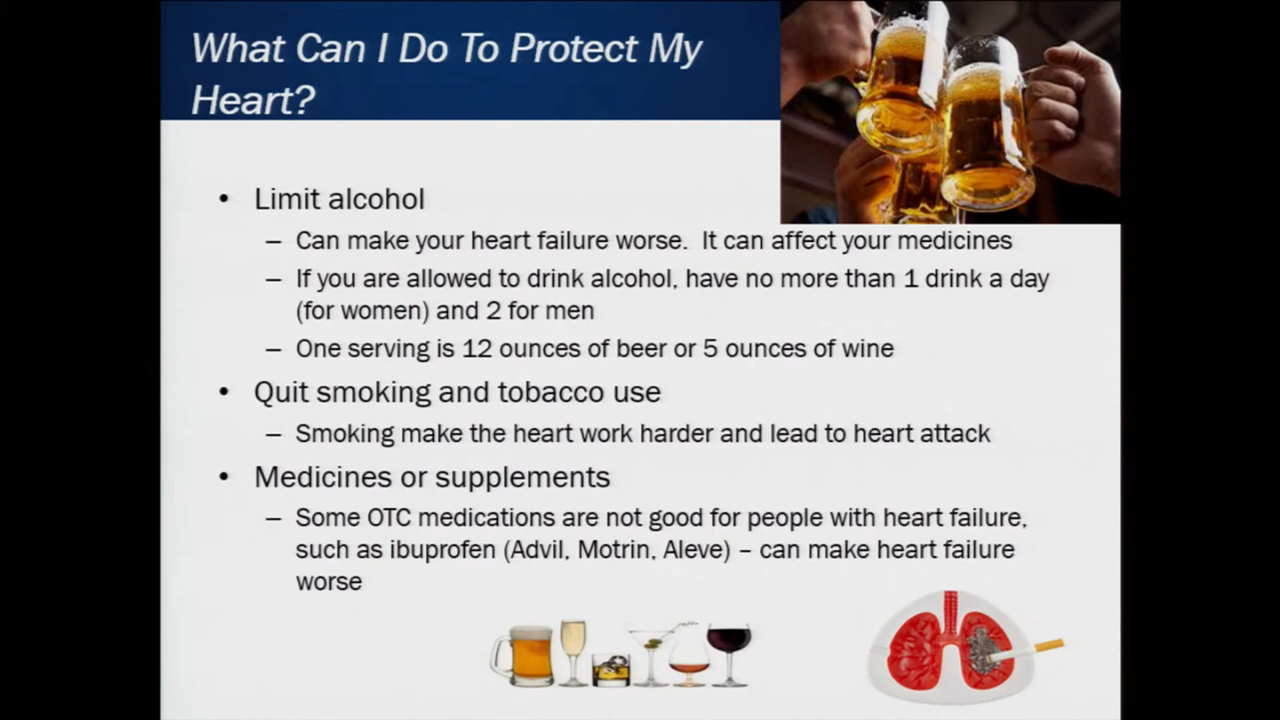 What Can I Do To Protect My
Heart?
• Limit alcohol
– Can make your heart failure worse. It can affect your medicines
– If you are allowed to drink alcohol, have no more than 1 drink a day
(for women) and 2 for men
– One serving is 12 ounces of beer or 5 ounces of wine
• Quit smoking and tobacco use
– Smoking make the heart work harder and lead to heart attack
• Medicines or supplements
– Some OTC medications are not good for people with heart failure,
such as ibuprofen (Advil, Motrin, Aleve) – can make heart failure
worse